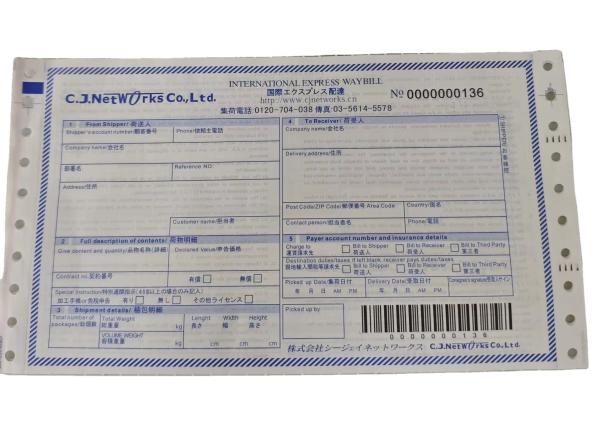 INTERNATIONAL EXPRESS WAYBILL
C.J.NetWOrks Co.,Ltd.
国際エクスプレス配達
http://www.cjnetworks.cn
No 0000000136
集荷電話 0120-704-038 傳真:03-5614-5578
1 From Shipper/荷送人
Shipper's account number/顧客番号
Phone/依頼主電話
Company name/会社名
部署名
Reference NO.
Address/住所
Customer name/担当者
2 Full description of contents/ 荷物明細
Give content and quantity/品物名称/詳細
Declared Value/申告価格
Contract no.契約番号
有償
無償
Special instruction/特別通関指示
加工手帳or免税申告 有り 無し その他ライセンス
3 Shipment details/ 梱包明細
Total number of packages/総個数
Total Weight
総重量
kg
Lenght Width Height
長さ 幅 高さ
VOLUME WEIGHT
容積重量
kg cm cm cm
4 To Receiver/ 荷受人
Company name/会社名
Delivery address/住所
Post Code/ZIP Code/郵便番号 Area Code
Country/国名
Contact person/担当者名
Phone/電話
5 Payer account number and insurance details
Charge to
運賃請求先
Bill to Shipper
荷送人
Bill to Receiver
荷受人
Bill to Third Party
第三者
Destination duties/taxes if left blank receiver pays duties/taxes
担地輸入関税等請求先
Bill to Shipper
荷送人
Bill to Receiver
荷受人
Bill to Third Party
第三者
Picked up Date/集荷日付
年 月 日 AM PM
Delivery Date/受取日付
年 月 日 AM PM
Consignee's signature/受取人サイン
Picked up by
0000000136
株式会社シージェイネットワークス C.J.NetWOrks Co.,Ltd.